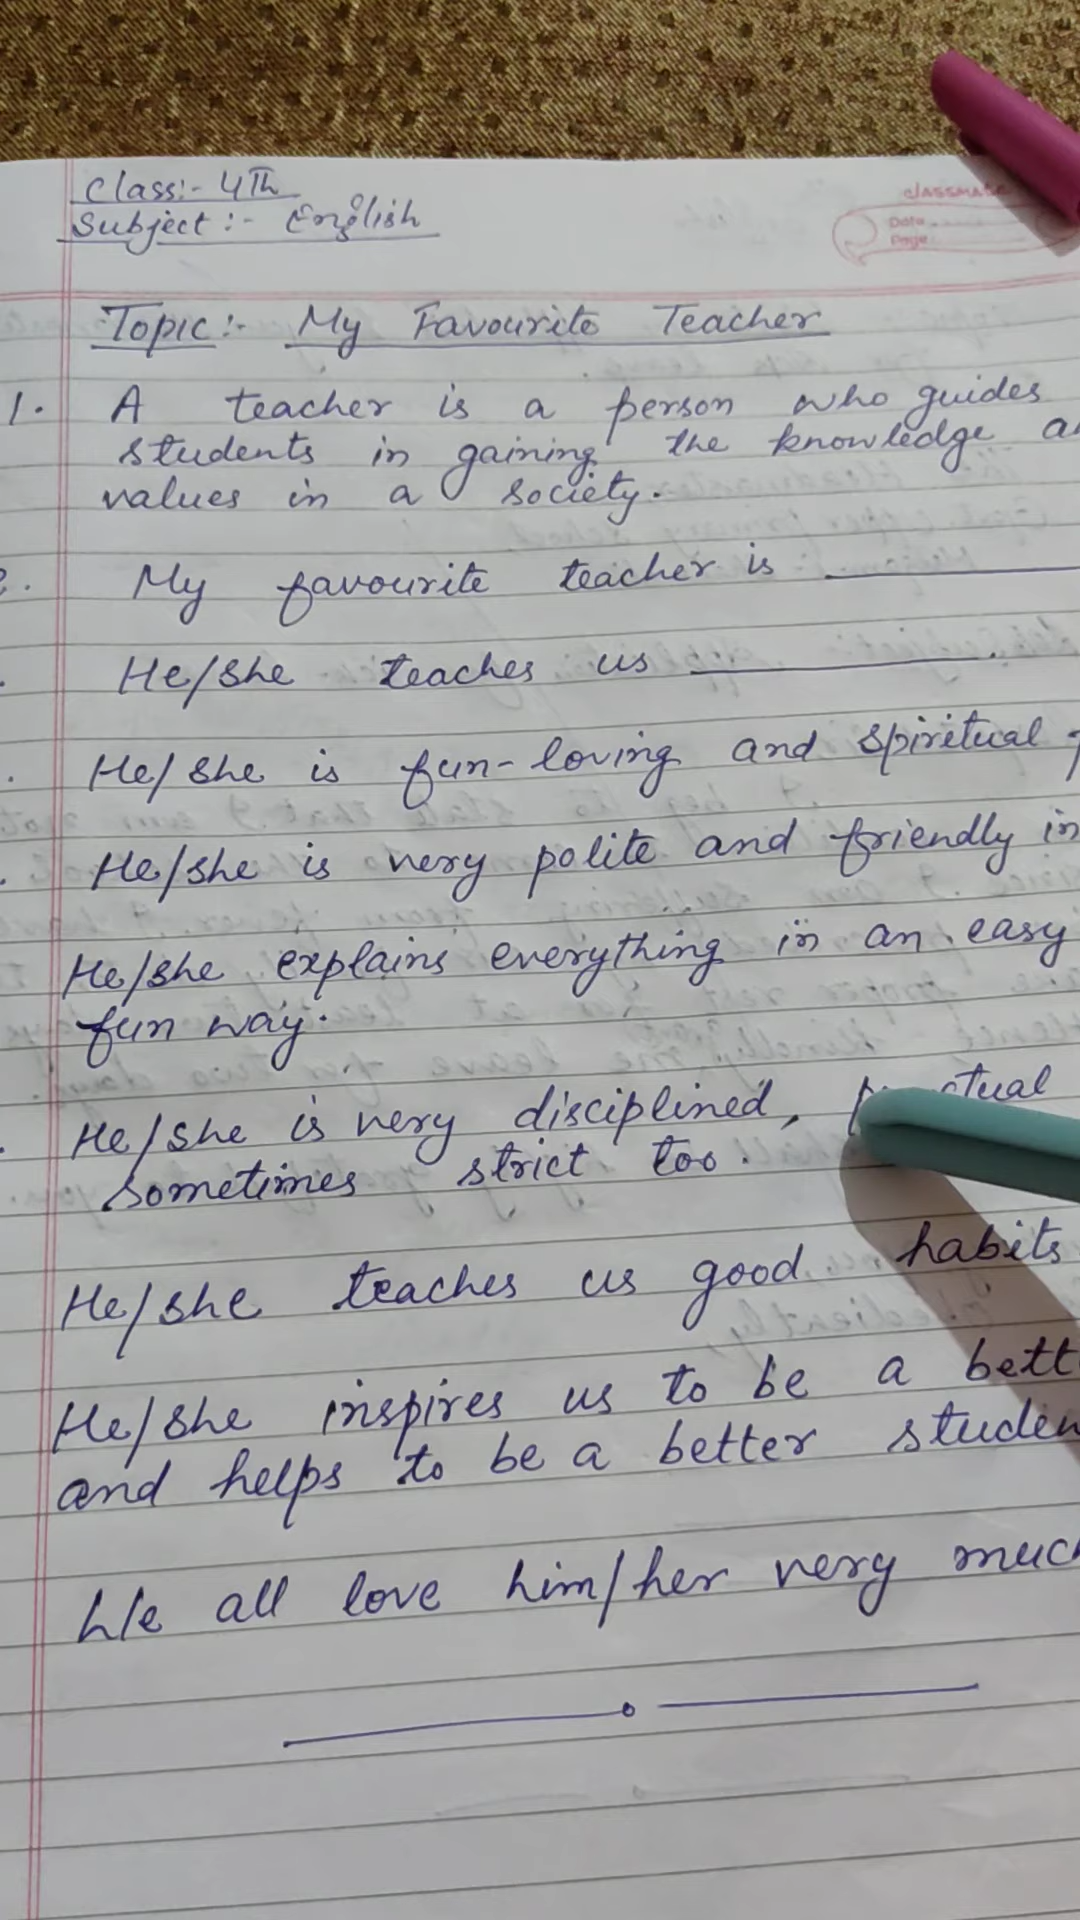 Class:- 4Th
Subject:- English
CLASSMATE
Date
Page
Topic:- My Favourite Teacher
1. A teacher is a person who guides
students in gaining the knowledge
values in a society.
My favourite teacher is
He/she teaches us .
He/she is fun-loving and spiritual
He/she is very polite and friendly in
He/she explains everything in an easy
fun way.
He/she is very disciplined,
sometimes strict too.
He/she teaches us good habits
He/she inspires us to be a
and helps to be a better
We all love him/her very